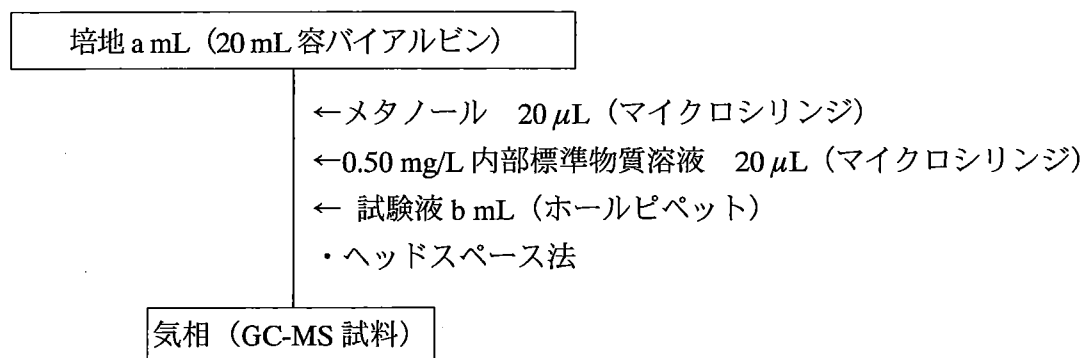 培地 a mL（20 mL 容バイアルビン）
←メタノール　20 μL（マイクロシリンジ）
←0.50 mg/L 内部標準物質溶液　20 μL（マイクロシリンジ）
← 試験液 b mL（ホールピペット）
・ヘッドスペース法
気相（GC-MS 試料）